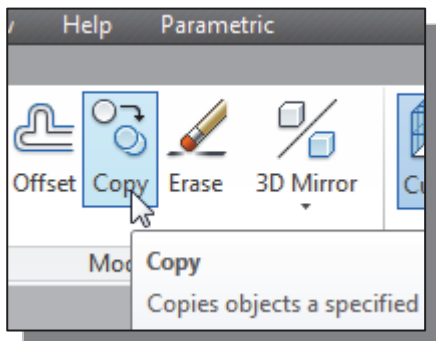 Help Parametric
Offset Copy Erase 3D Mirror
Copy
Copies objects a specified